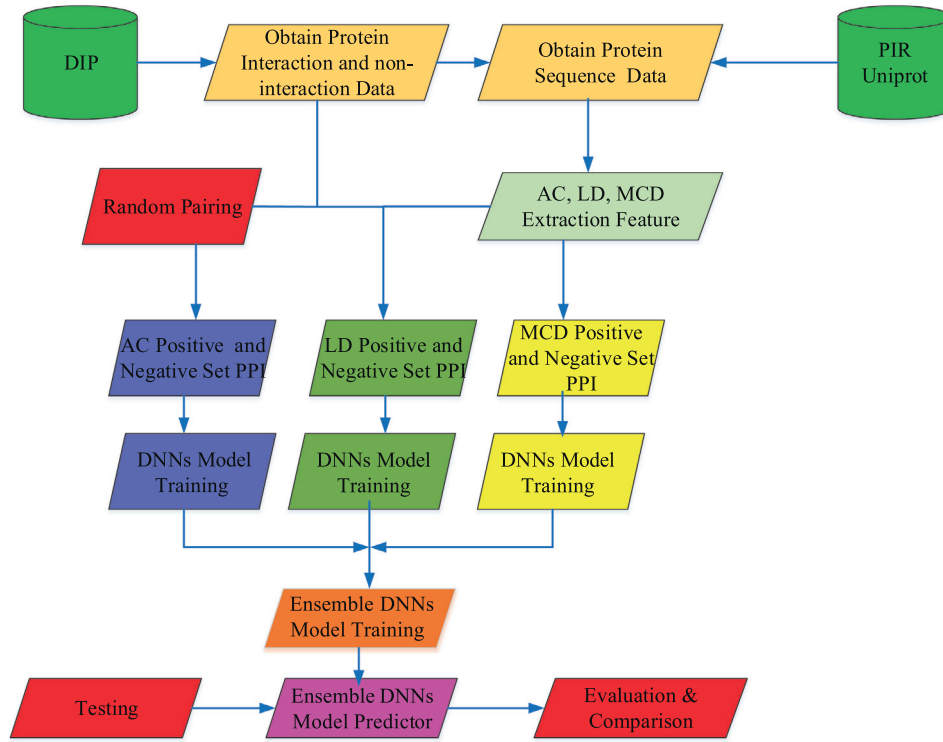 DIP
Obtain Protein
Interaction and non-
interaction Data
Obtain Protein
Sequence Data
PIR
Uniprot
Random Pairing
AC, LD, MCD
Extraction Feature
AC Positive and
Negative Set PPI
LD Positive and
Negative Set PPI
MCD Positive
and Negative Set
PPI
DNNs Model
Training
DNNs Model
Training
DNNs Model
Training
Ensemble DNNs
Model Training
Testing
Ensemble DNNs
Model Predictor
Evaluation &
Comparison